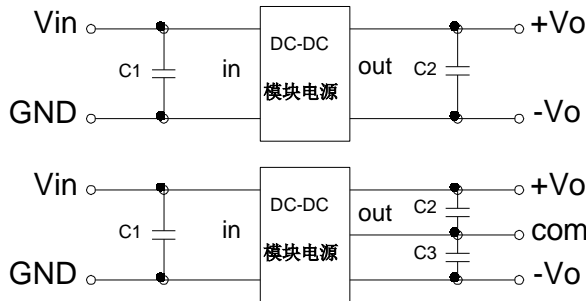 Vin
DC-DC
+Vo
C1
in
模块电源
out
C2
GND
-Vo
Vin
DC-DC
+Vo
out
C2
C1
in
com
模块电源
C3
GND
-Vo